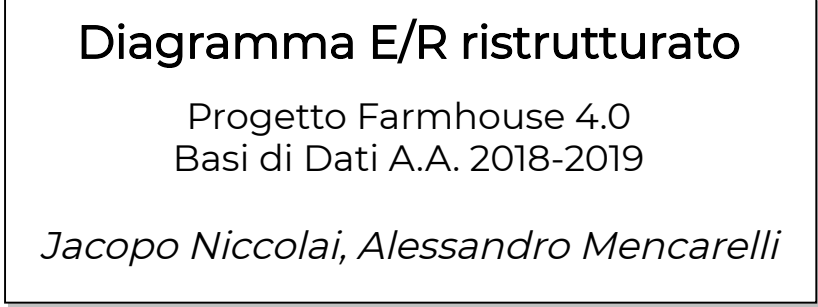 Diagramma E/R ristrutturato
Progetto Farmhouse 4.0
Basi di Dati A.A. 2018-2019
Jacopo Niccolai, Alessandro Mencarelli